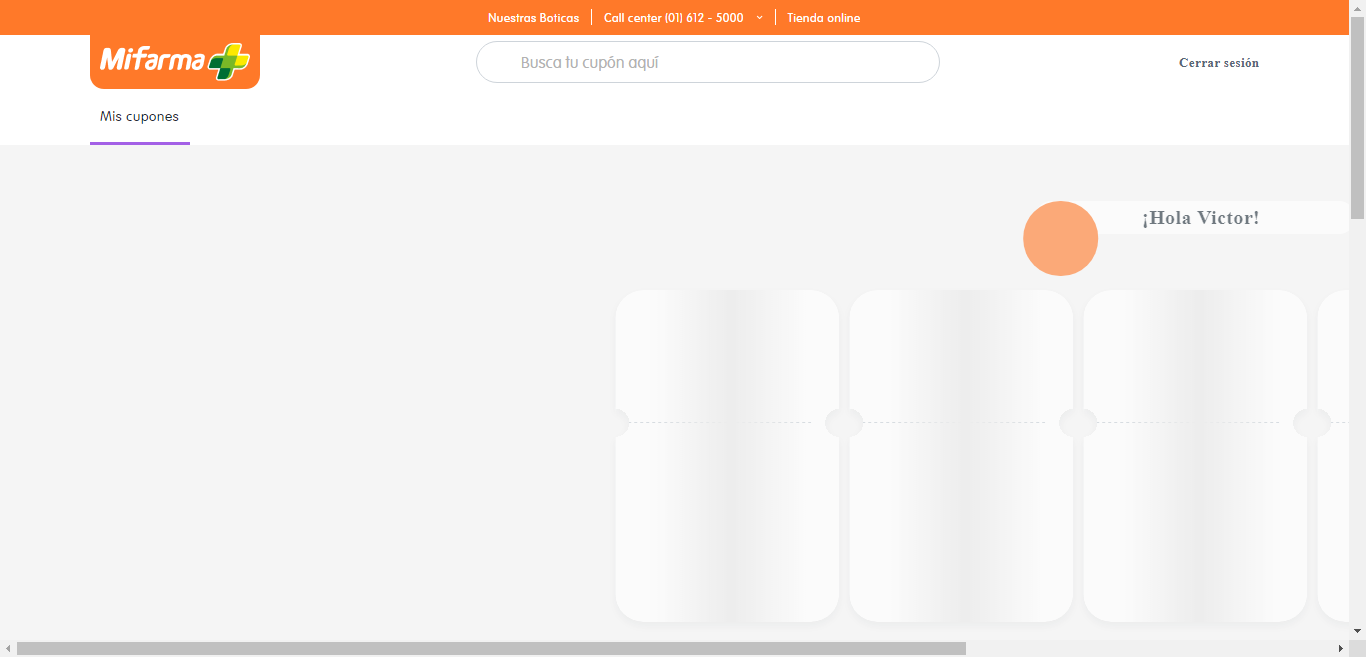 Nuestras Boticas
Call center (01) 612 - 5000
Tienda online
Mifarma
Busca tu cupón aquí
Cerrar sesión
Mis cupones
¡Hola Victor!